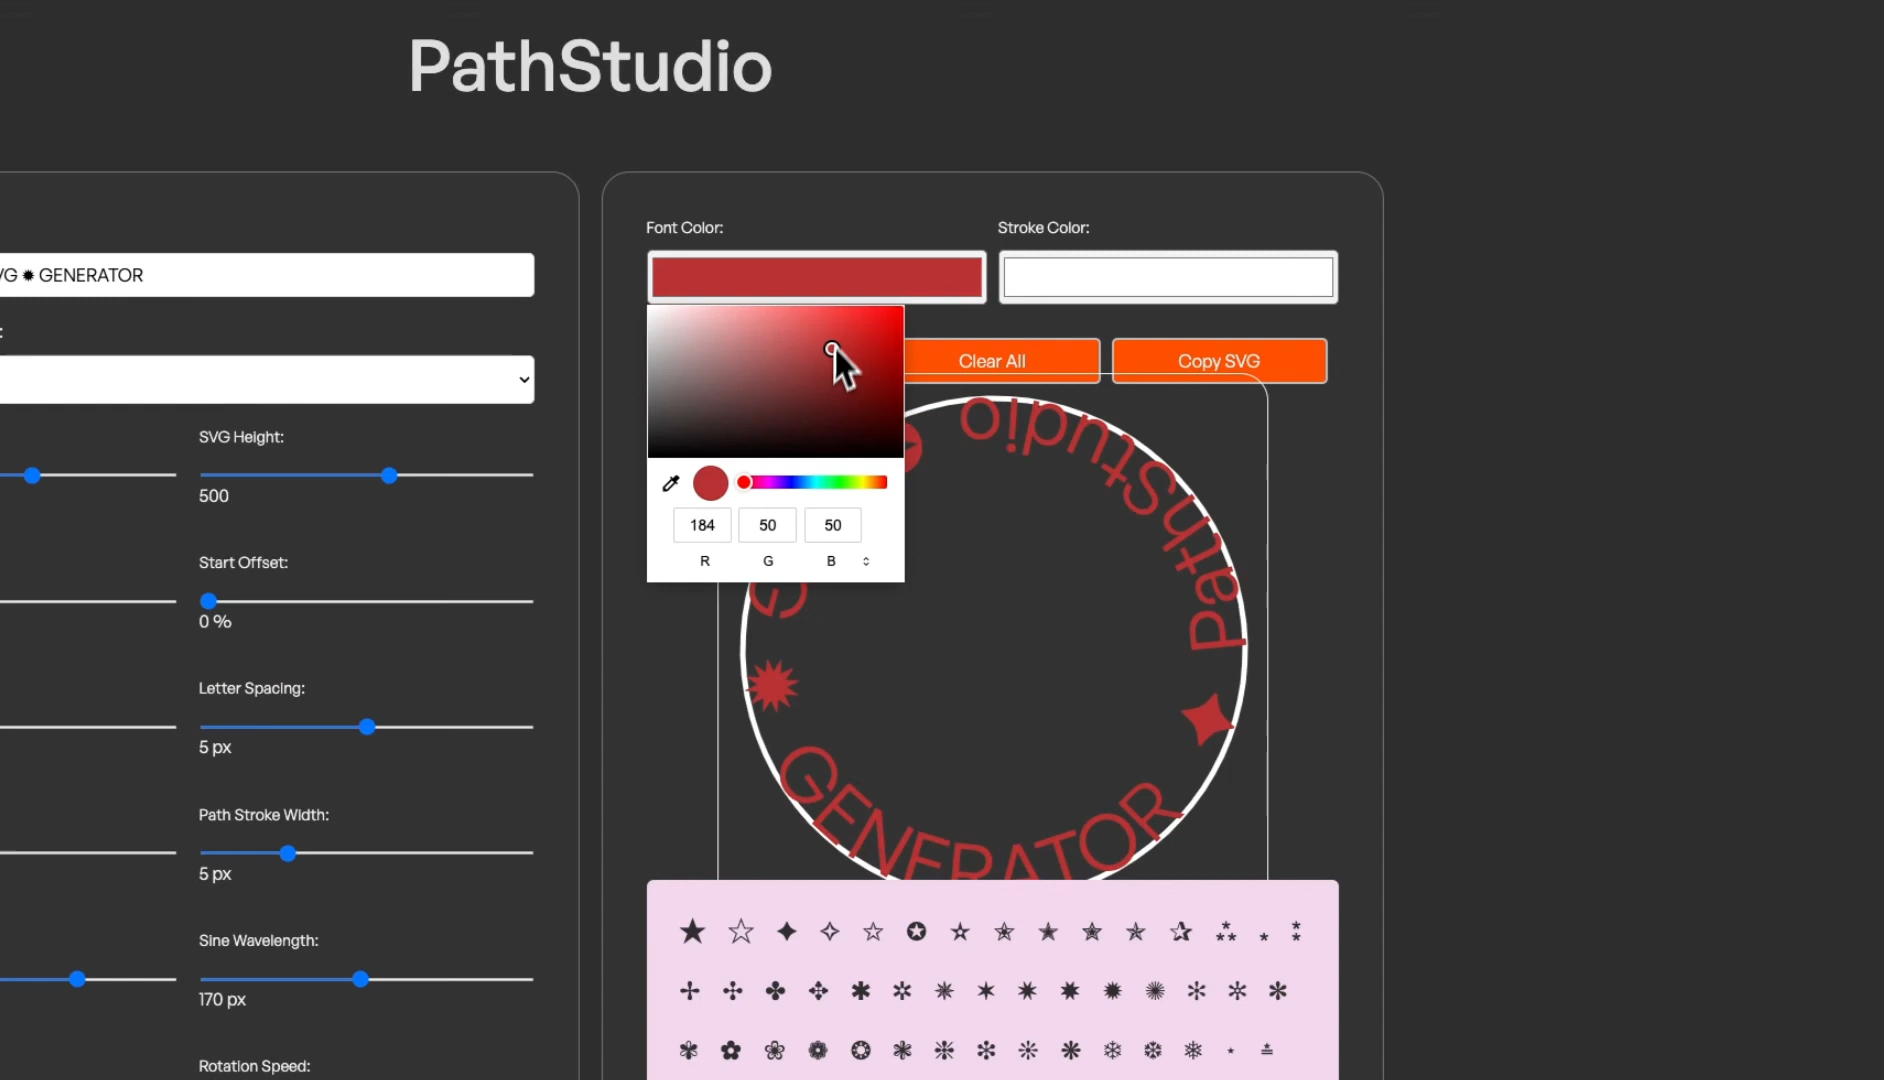 PathStudio
VG ✹ GENERATOR
:
SVG Height:
500
Start Offset:
0 %
Letter Spacing:
5 px
Path Stroke Width:
5 px
Sine Wavelength:
170 px
Rotation Speed:
Font Color:
Stroke Color:
Clear All
Copy SVG
184
50
50
R
G
B
PathStudio
✦
GENERATOR
✹
G
★ ☆ ✦ ✧ ✩ ✪ ✫ ✬ ✭ ✮ ✯ ✰ ⁂ ⁎ ⁑
✢ ✣ ✤ ✥ ✱ ✲ ✳ ✶ ✷ ✸ ✹ ✺ ✻ ✼ ✽
✾ ✿ ❀ ❁ ❂ ❃ ❉ ❇ ❈ ❋ ❄ ❆ ❅ ⋆ ≛